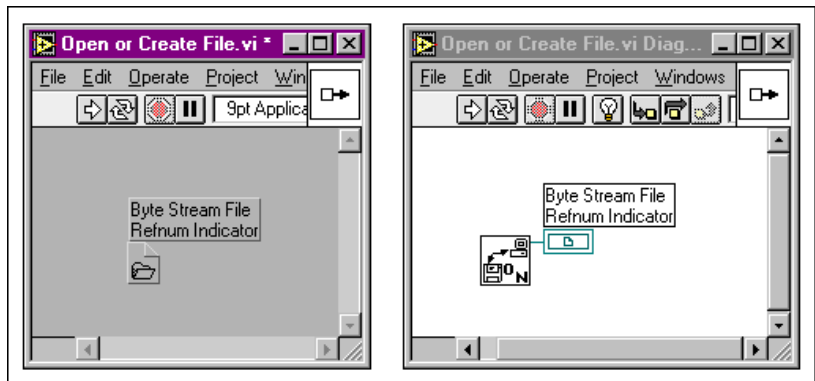 Open or Create File.vi *
File Edit Operate Project Win
9pt Applica
Byte Stream File
Refnum Indicator
Open or Create File.vi Diag...
File Edit Operate Project Windows
Byte Stream File
Refnum Indicator
O
N